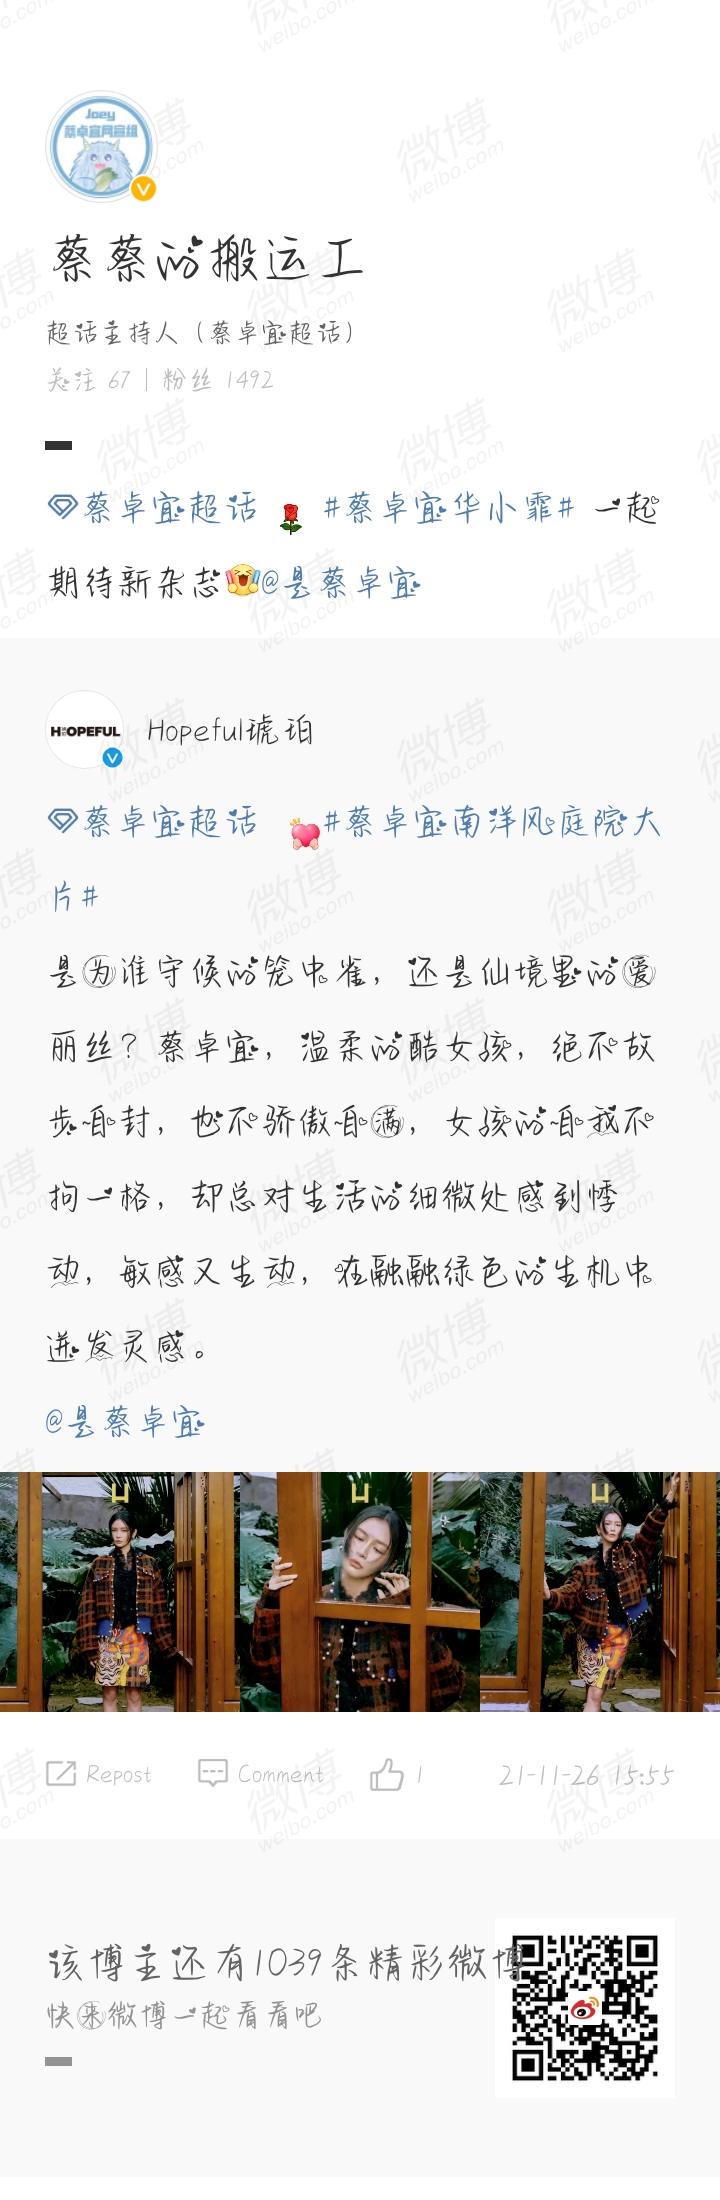 Joey
蔡卓宜网宣组
蔡蔡的搬运工
超话主持人（蔡卓宜超话）
关注 67 | 粉丝 1492
蔡卓宜超话 #蔡卓宜华小霏# 一起
期待新杂志@是蔡卓宜
HOPEFUL
Hopeful琥珀
蔡卓宜超话 #蔡卓宜南洋风庭院大
片#
是为谁守候的笼中雀，还是仙境里的爱
丽丝？蔡卓宜，温柔的酷女孩，绝不故
步自封，也不骄傲自满，女孩的自我不
拘一格，却总对生活的细微处感到悸
动，敏感又生动，在融融绿色的生机中
迸发灵感。
@是蔡卓宜
Repost Comment 1 21-11-26 15:55
该博主还有1039条精彩微博
快来微博一起看看吧
微博
weibo.com